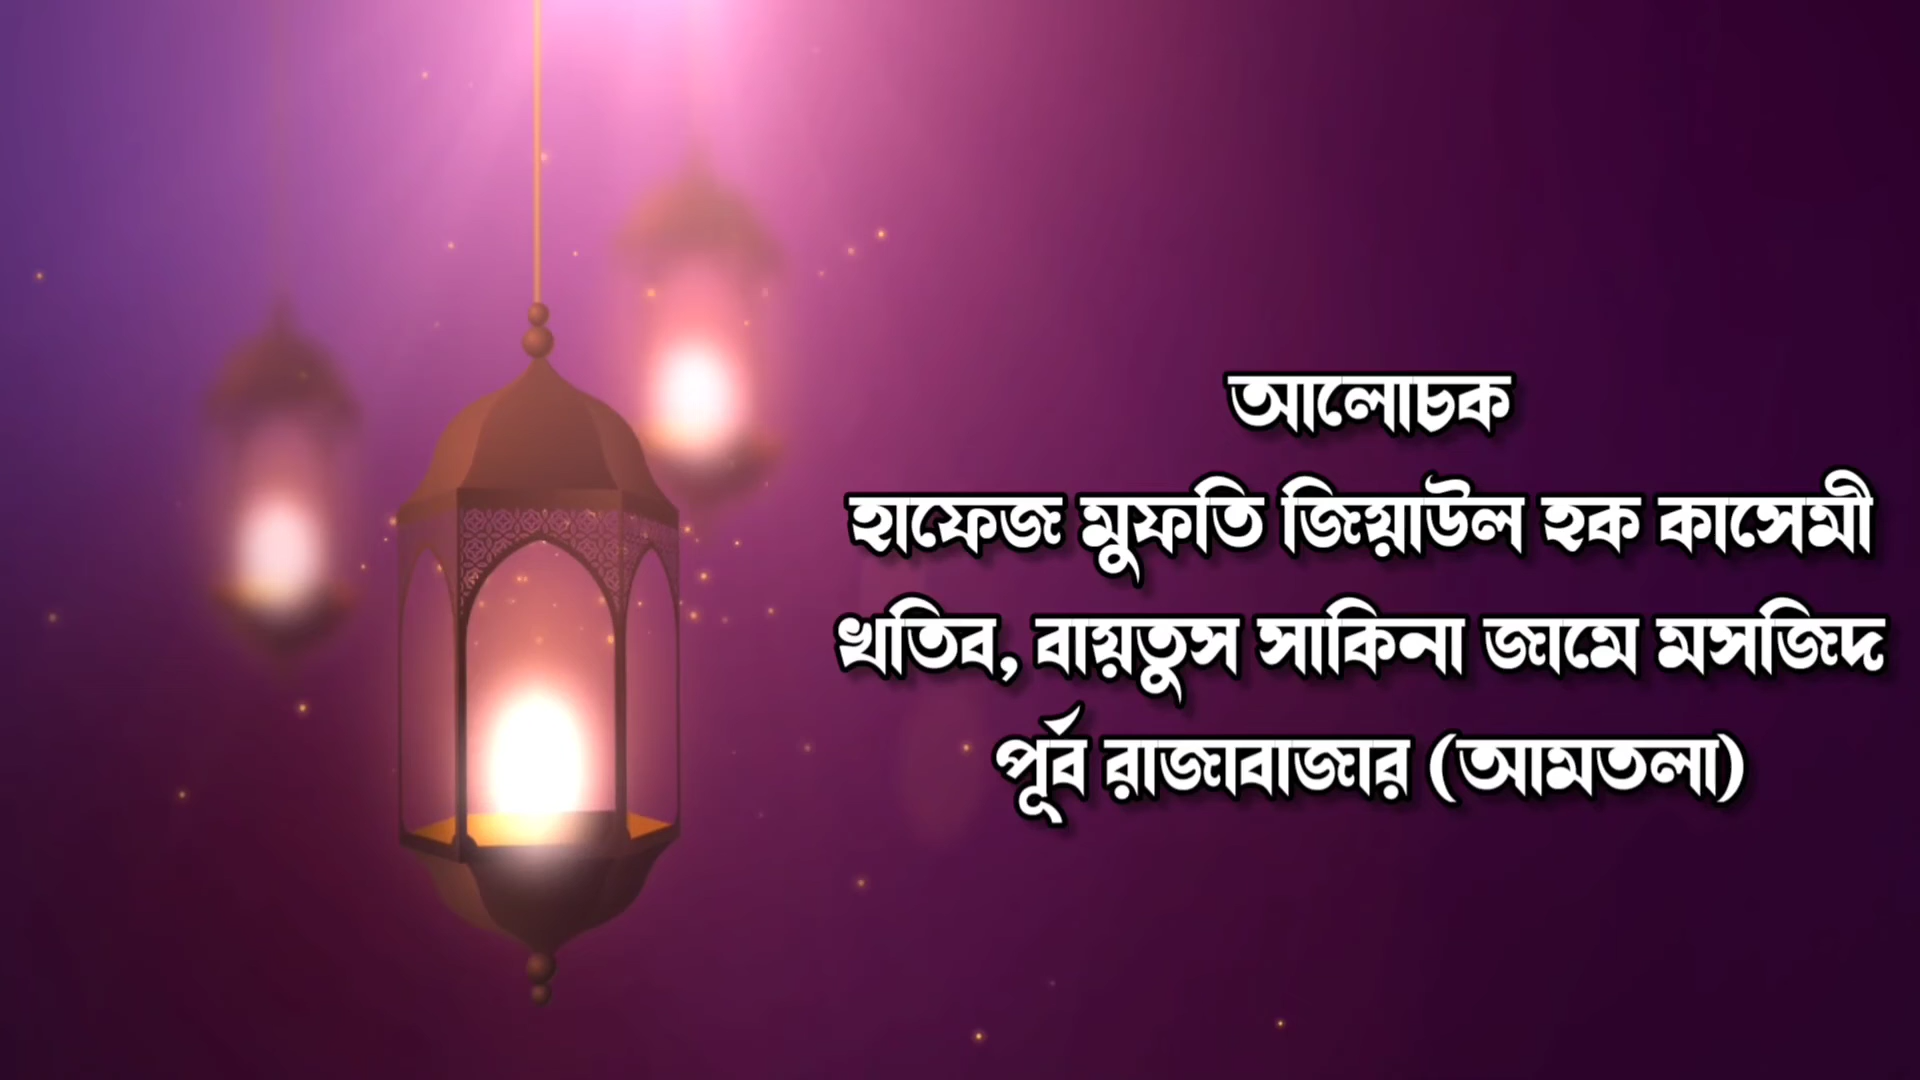 আলোচক
হাফেজ মুফতি জিয়াউল হক কাসেমী
খতিব, বায়তুস সাকিনা জামে মসজিদ
পূর্ব রাজাবাজার (আমতলা)